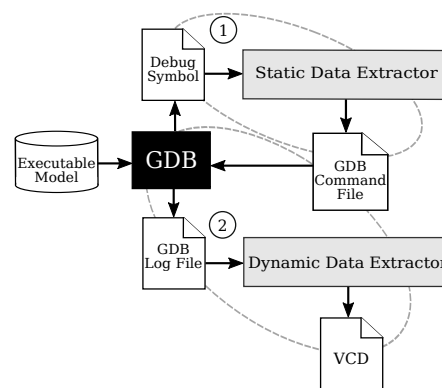 1
Debug
Symbol
Static Data Extractor
Executable
Model
GDB
GDB
Command
File
2
GDB
Log File
Dynamic Data Extractor
VCD